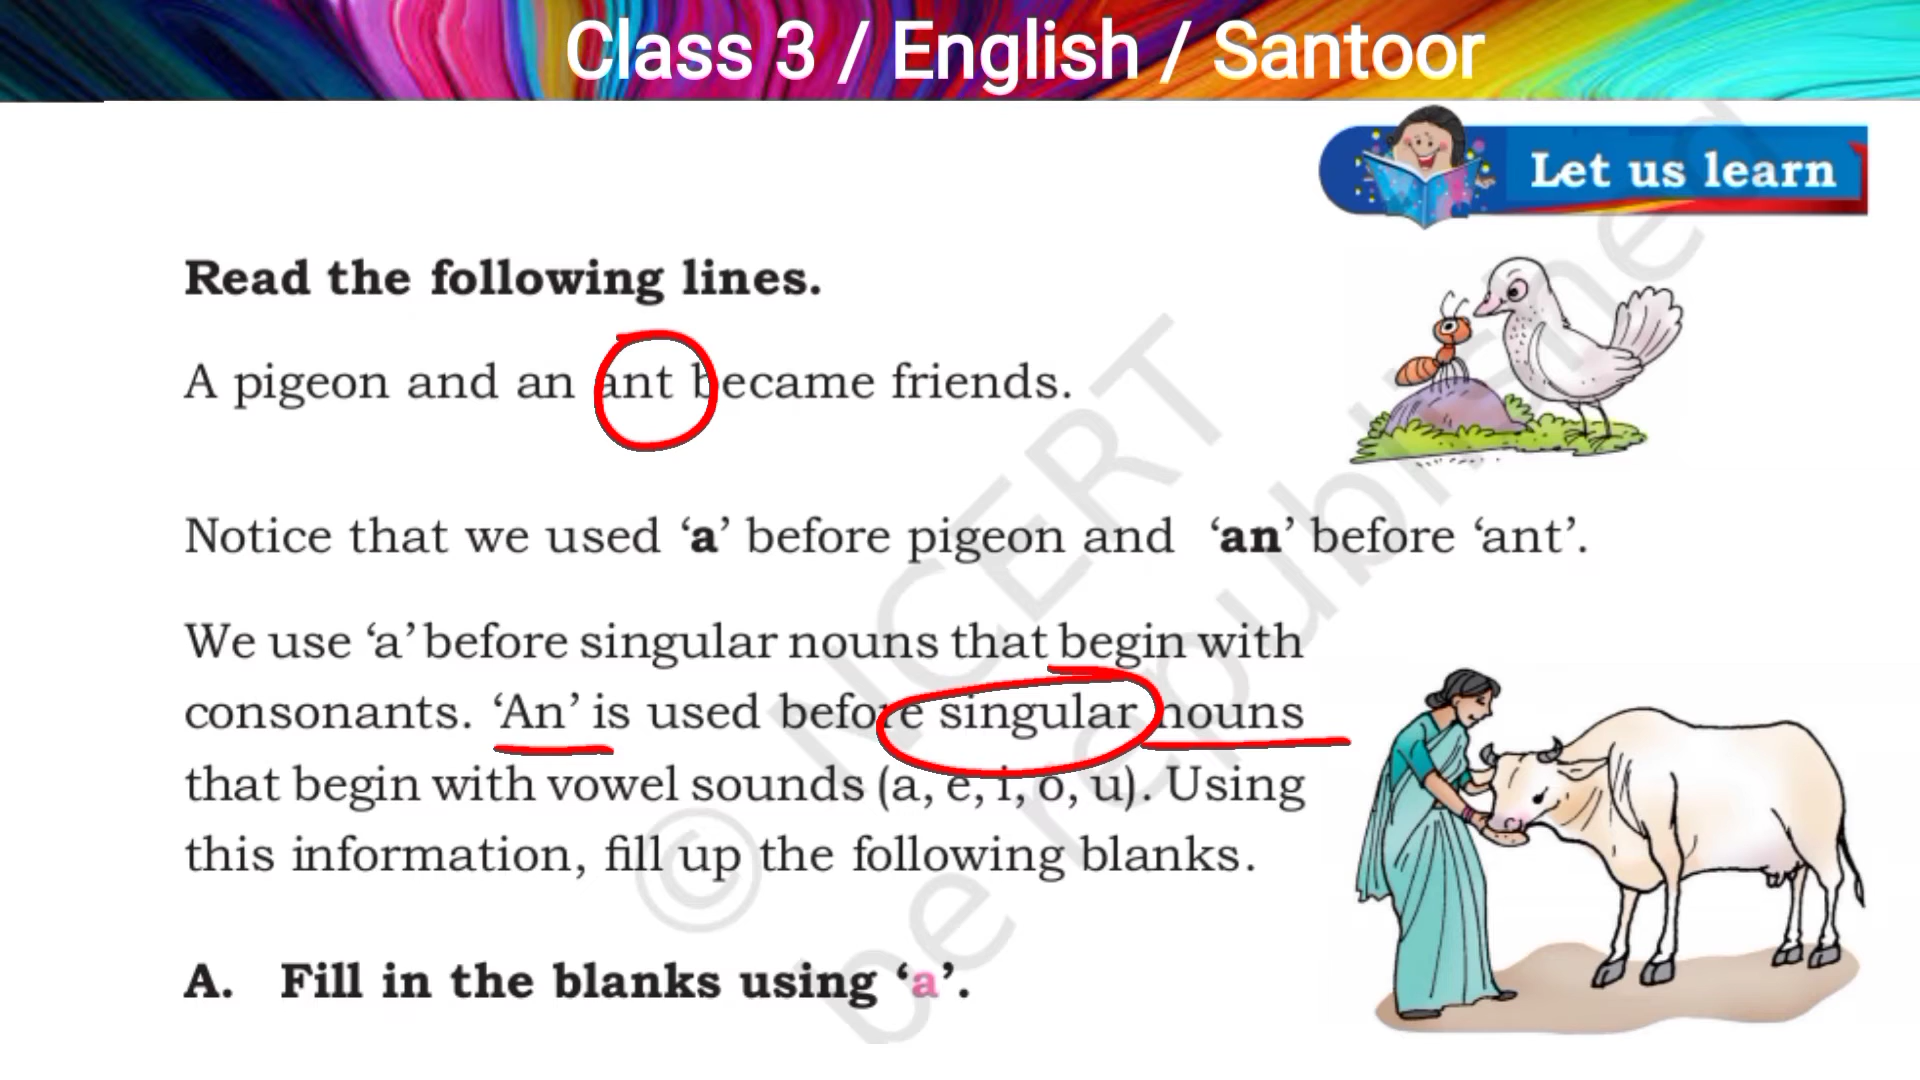 Class 3 / English / Santoor
Let us learn
Read the following lines.
A pigeon and an ant became friends.
Notice that we used ‘a’ before pigeon and ‘an’ before ‘ant’.
We use ‘a’ before singular nouns that begin with
consonants. ‘An’ is used before singular nouns
that begin with vowel sounds (a, e, i, o, u). Using
this information, fill up the following blanks.
A. Fill in the blanks using ‘a’.
© NCERT
be republished